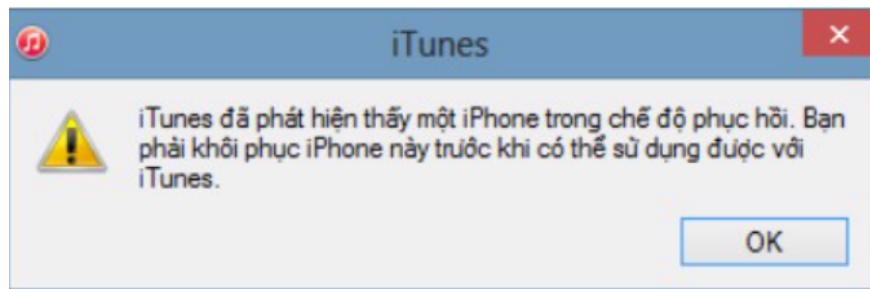 iTunes
iTunes đã phát hiện thấy một iPhone trong chế độ phục hồi. Bạn
phải khôi phục iPhone này trước khi có thể sử dụng được với
iTunes.
OK